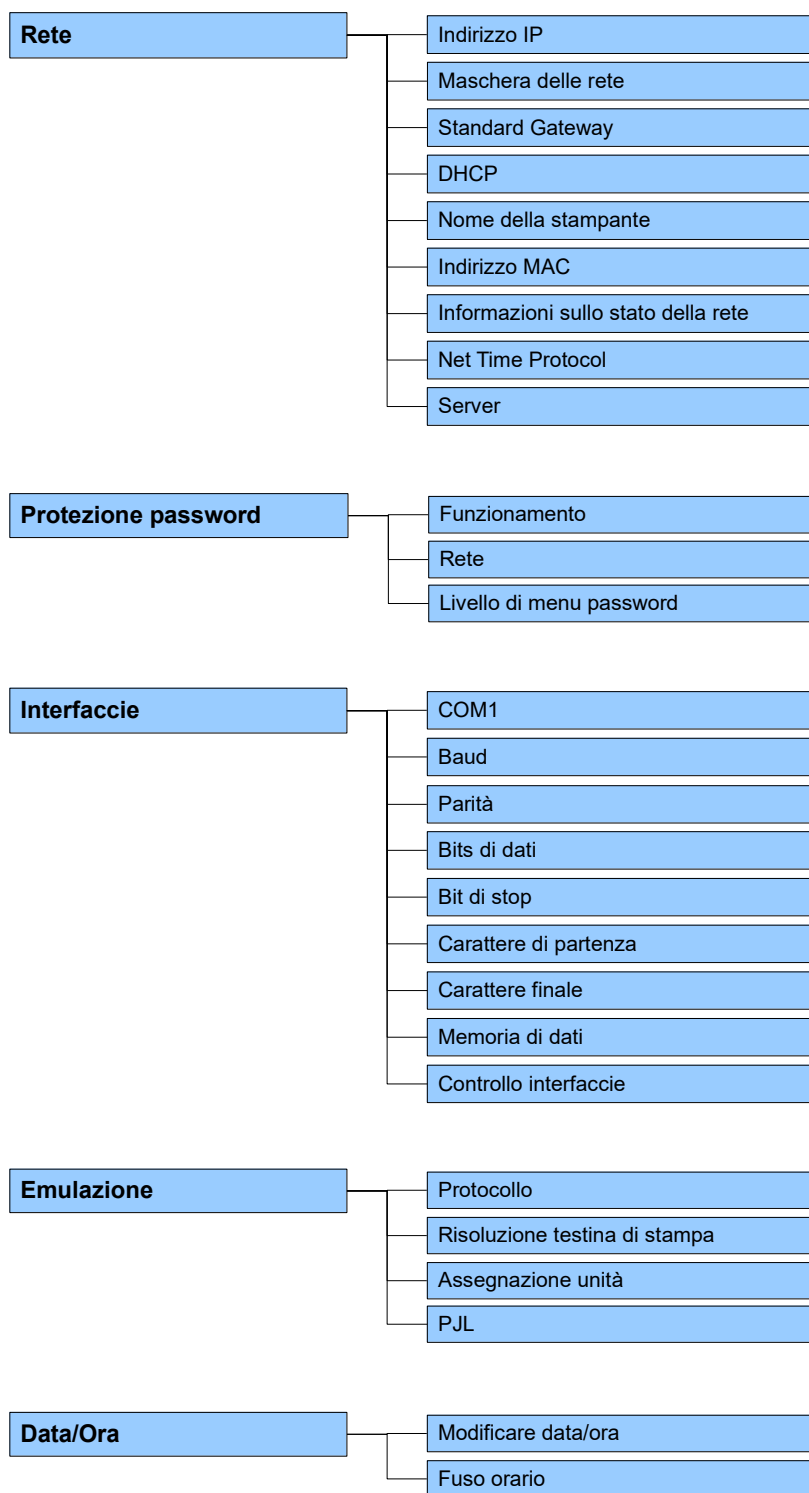 Rete
Indirizzo IP
Maschera delle rete
Standard Gateway
DHCP
Nome della stampante
Indirizzo MAC
Informazioni sullo stato della rete
Net Time Protocol
Server
Protezione password
Funzionamento
Rete
Livello di menu password
Interfaccie
COM1
Baud
Parità
Bits di dati
Bit di stop
Carattere di partenza
Carattere finale
Memoria di dati
Controllo interfaccie
Emulazione
Protocollo
Risoluzione testina di stampa
Assegnazione unità
PJL
Data/Ora
Modificare data/ora
Fuso orario